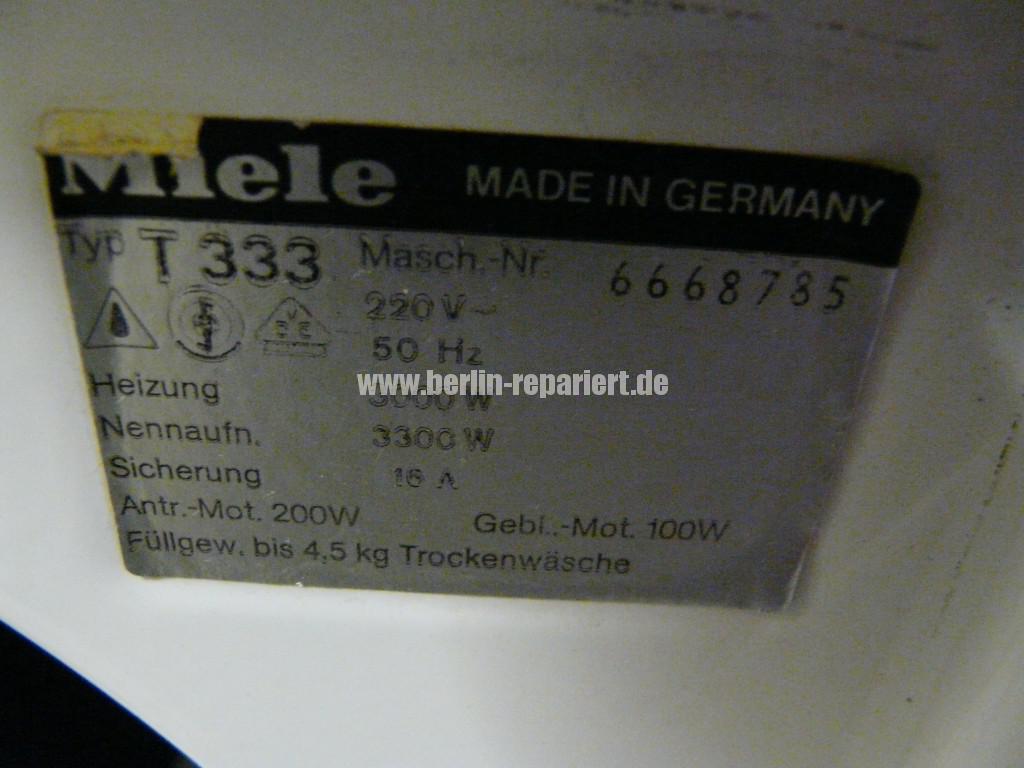 Miele MADE IN GERMANY
Typ T 333 Masch.-Nr. 6668785
220 V~
50 Hz
www.berlin-repariert.de
Heizung 3000 W
Nennaufn. 3300 W
Sicherung 16 A
Antr.-Mot. 200W Gebl.-Mot. 100W
Füllgew. bis 4,5 kg Trockenwäsche